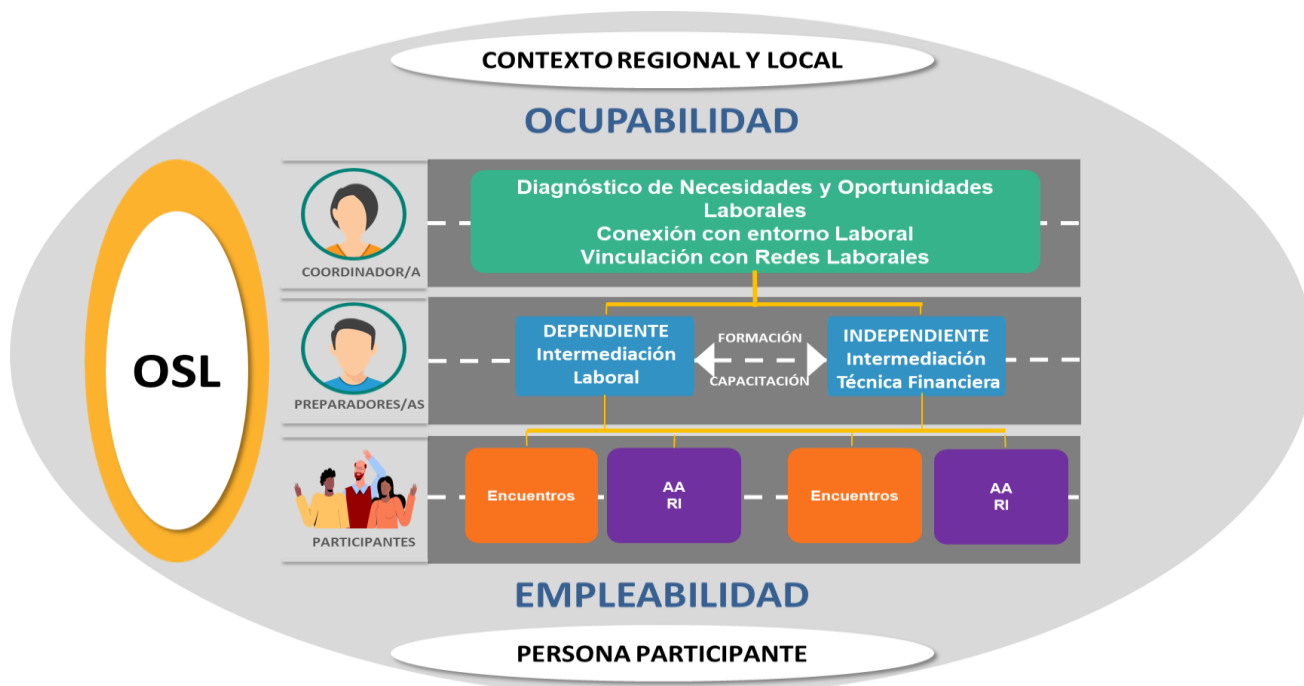 CONTEXTO REGIONAL Y LOCAL
OCUPABILIDAD
OSL
COORDINADOR/A
Diagnóstico de Necesidades y Oportunidades
Laborales
Conexión con entorno Laboral
Vinculación con Redes Laborales
PREPARADORES/AS
DEPENDIENTE
Intermediación
Laboral
FORMACIÓN
CAPACITACIÓN
INDEPENDIENTE
Intermediación
Técnica Financiera
PARTICIPANTES
Encuentros
AA
RI
Encuentros
AA
RI
EMPLEABILIDAD
PERSONA PARTICIPANTE